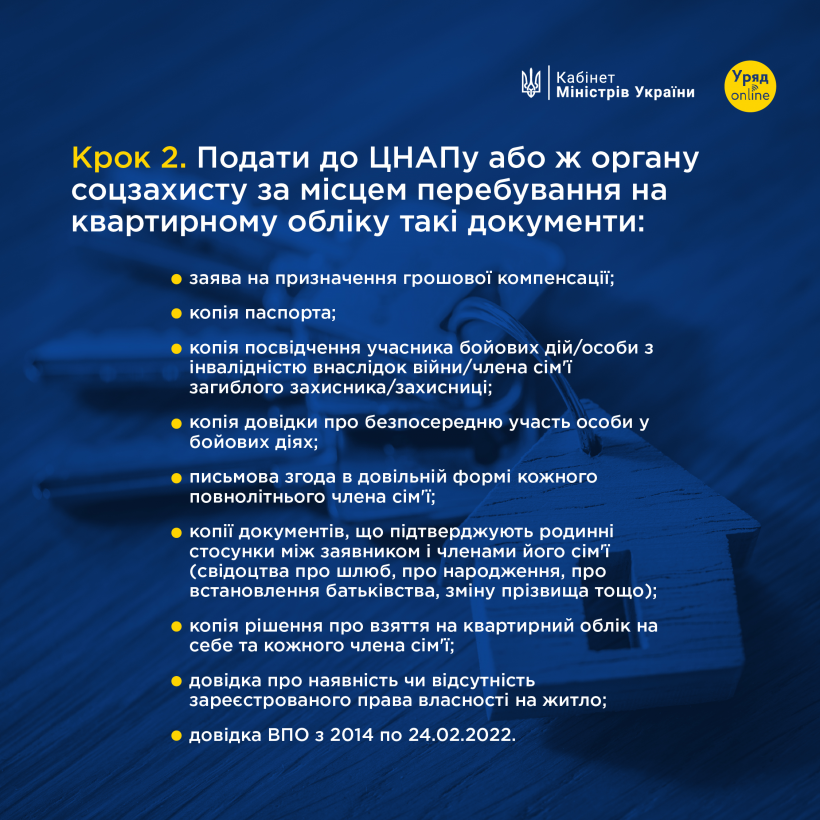 Кабінет
Міністрів України
Уряд
online
Крок 2. Подати до ЦНАПу або ж органу
соцзахисту за місцем перебування на
квартирному обліку такі документи:
заява на призначення грошової компенсації;
копія паспорта;
копія посвідчення учасника бойових дій/особи з
інвалідністю внаслідок війни/члена сім'ї
загиблого захисника/захисниці;
копія довідки про безпосередню участь особи у
бойових діях;
письмова згода в довільній формі кожного
повнолітнього члена сім'ї;
копії документів, що підтверджують родинні
стосунки між заявником і членами його сім'ї
(свідоцтва про шлюб, про народження, про
встановлення батьківства, зміну прізвища тощо);
копія рішення про взяття на квартирний облік на
себе та кожного члена сім'ї;
довідка про наявність чи відсутність
зареєстрованого права власності на житло;
довідка ВПО з 2014 по 24.02.2022.